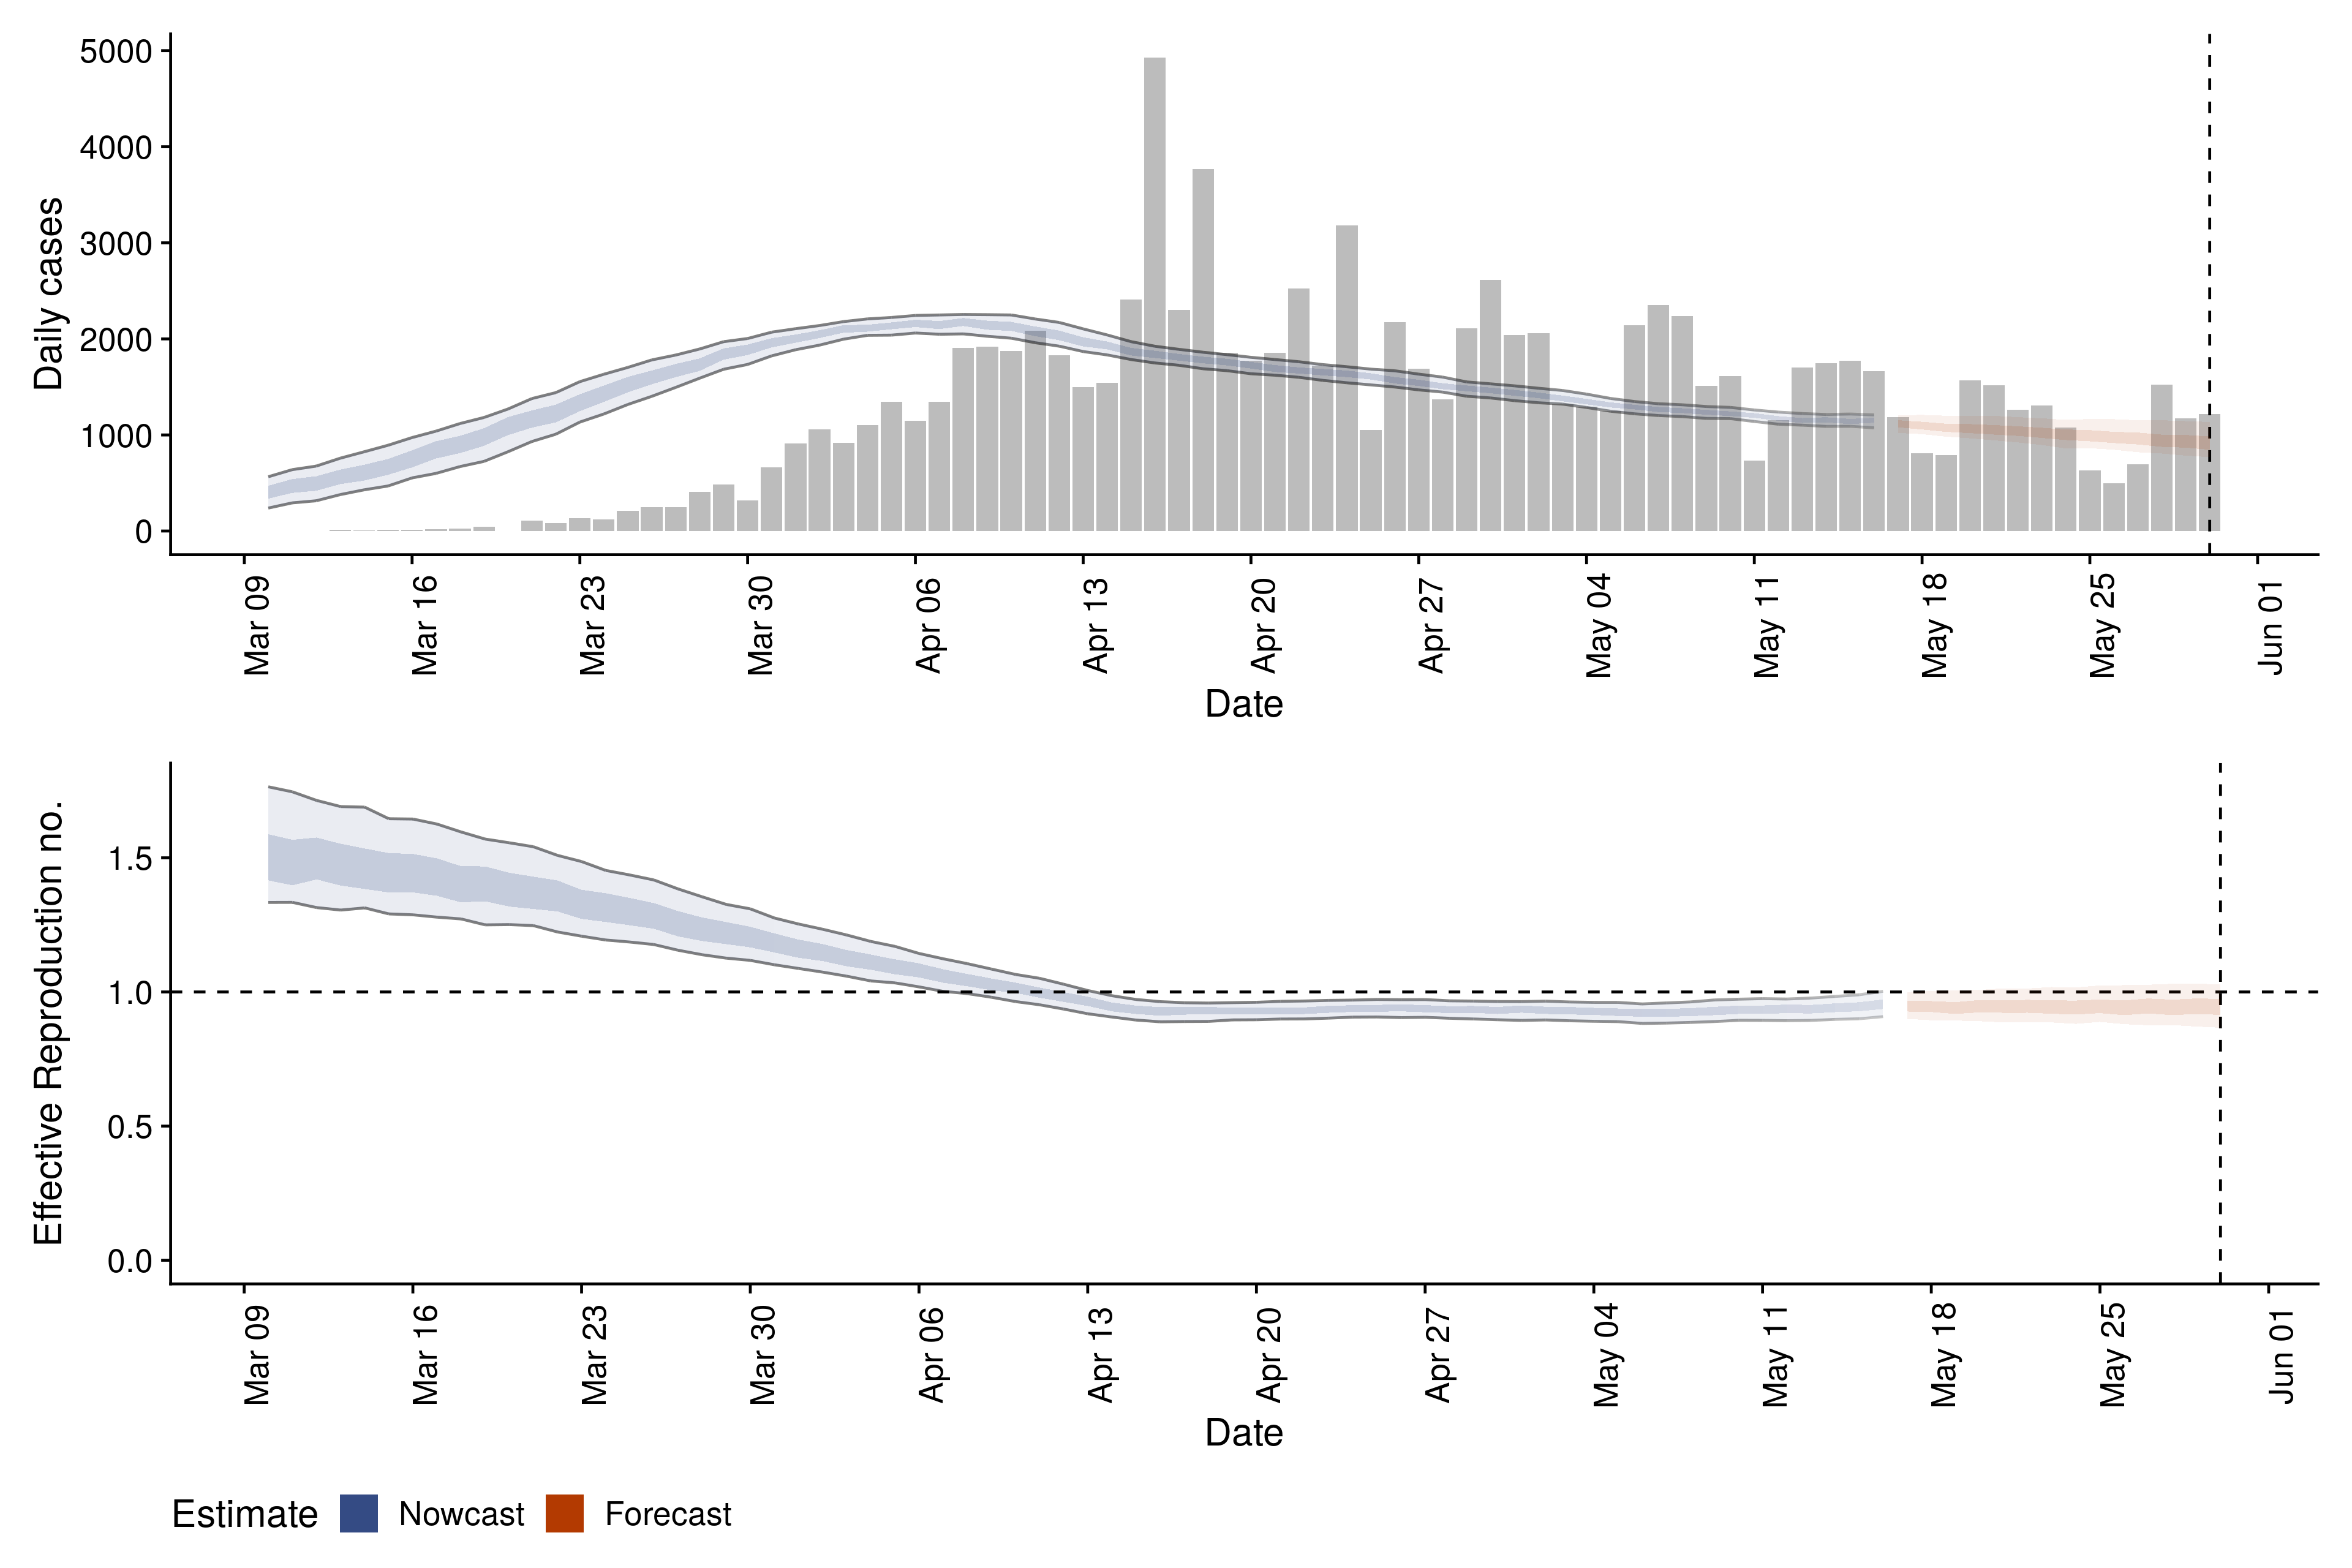 5000
4000
3000
2000
1000
0
Daily cases
Mar 09
Mar 16
Mar 23
Mar 30
Apr 06
Apr 13
Apr 20
Apr 27
May 04
May 11
May 18
May 25
Jun 01
Date
1.5
1.0
0.5
0.0
Effective Reproduction no.
Mar 09
Mar 16
Mar 23
Mar 30
Apr 06
Apr 13
Apr 20
Apr 27
May 04
May 11
May 18
May 25
Jun 01
Date
Estimate Nowcast Forecast